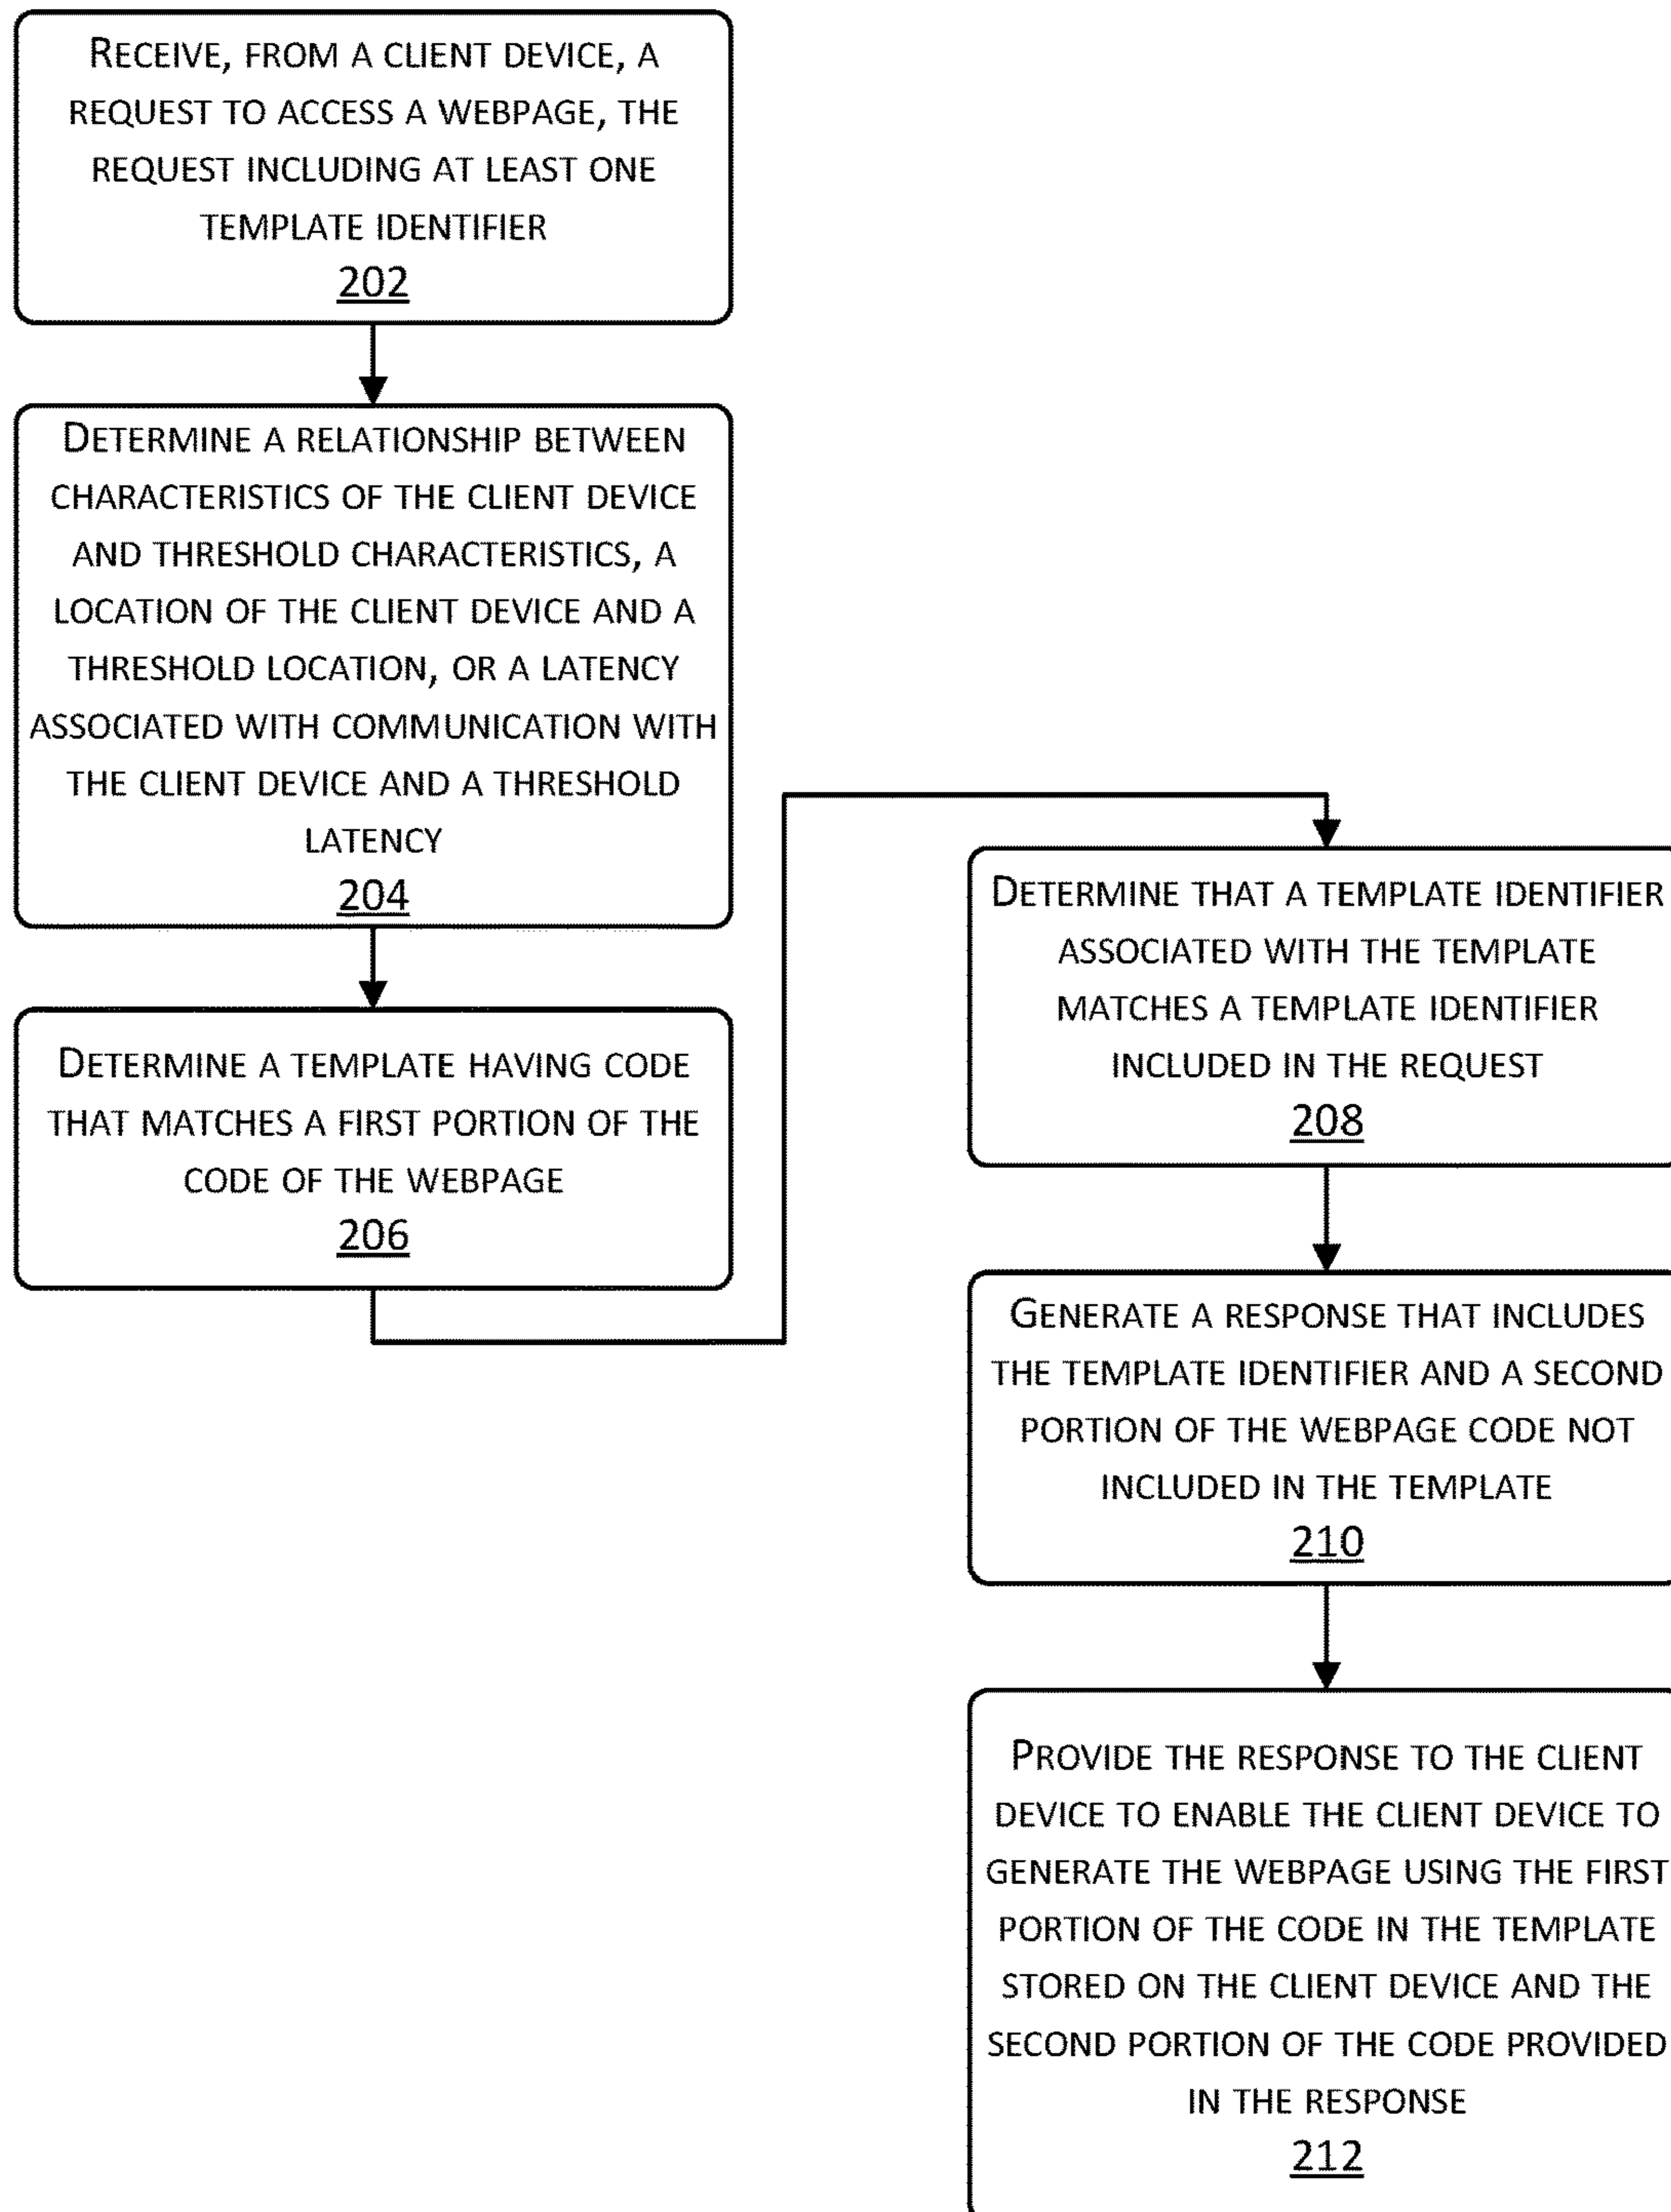 RECEIVE, FROM A CLIENT DEVICE, A
REQUEST TO ACCESS A WEBPAGE, THE
REQUEST INCLUDING AT LEAST ONE
TEMPLATE IDENTIFIER
202
DETERMINE A RELATIONSHIP BETWEEN
CHARACTERISTICS OF THE CLIENT DEVICE
AND THRESHOLD CHARACTERISTICS, A
LOCATION OF THE CLIENT DEVICE AND A
THRESHOLD LOCATION, OR A LATENCY
ASSOCIATED WITH COMMUNICATION WITH
THE CLIENT DEVICE AND A THRESHOLD
LATENCY
204
DETERMINE A TEMPLATE HAVING CODE
THAT MATCHES A FIRST PORTION OF THE
CODE OF THE WEBPAGE
206
DETERMINE THAT A TEMPLATE IDENTIFIER
ASSOCIATED WITH THE TEMPLATE
MATCHES A TEMPLATE IDENTIFIER
INCLUDED IN THE REQUEST
208
GENERATE A RESPONSE THAT INCLUDES
THE TEMPLATE IDENTIFIER AND A SECOND
PORTION OF THE WEBPAGE CODE NOT
INCLUDED IN THE TEMPLATE
210
PROVIDE THE RESPONSE TO THE CLIENT
DEVICE TO ENABLE THE CLIENT DEVICE TO
GENERATE THE WEBPAGE USING THE FIRST
PORTION OF THE CODE IN THE TEMPLATE
STORED ON THE CLIENT DEVICE AND THE
SECOND PORTION OF THE CODE PROVIDED
IN THE RESPONSE
212